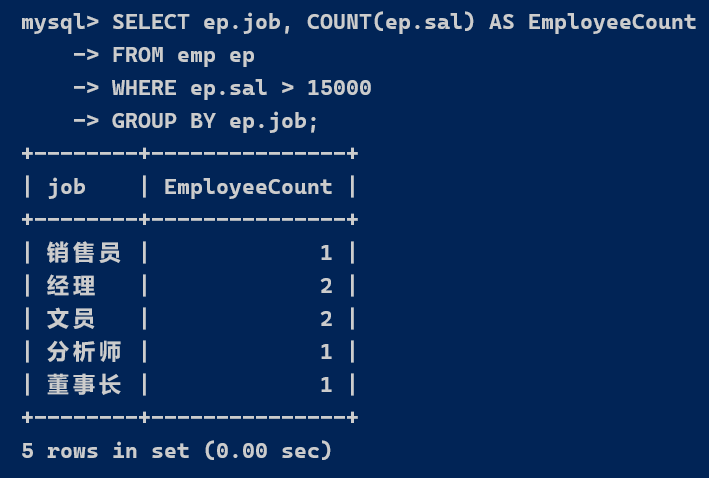 mysql> SELECT ep.job, COUNT(ep.sal) AS EmployeeCount
    -> FROM emp ep
    -> WHERE ep.sal > 15000
    -> GROUP BY ep.job;
+--------+---------------+
| job    | EmployeeCount |
+--------+---------------+
| 销售员 |             1 |
| 经理   |             2 |
| 文员   |             2 |
| 分析师 |             1 |
| 董事长 |             1 |
+--------+---------------+
5 rows in set (0.00 sec)